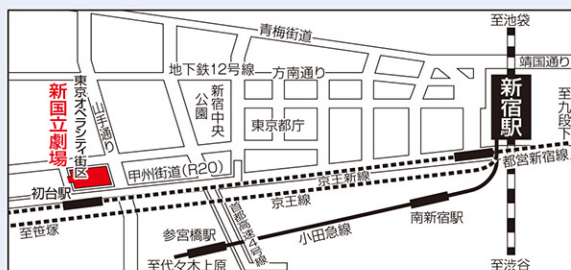 至池袋
青梅街道
靖国通り
地下鉄12号線
方南通り
新宿駅
至九段下
東京オペラシティ街区
新国立劇場
山手通り
新宿中央
公園
東京都庁
都営新宿線
甲州街道(R20)
京王新線
初台駅
京王線
首都高速4号線
南新宿駅
至笹塚
参宮橋駅
小田急線
至代々木上原
至渋谷